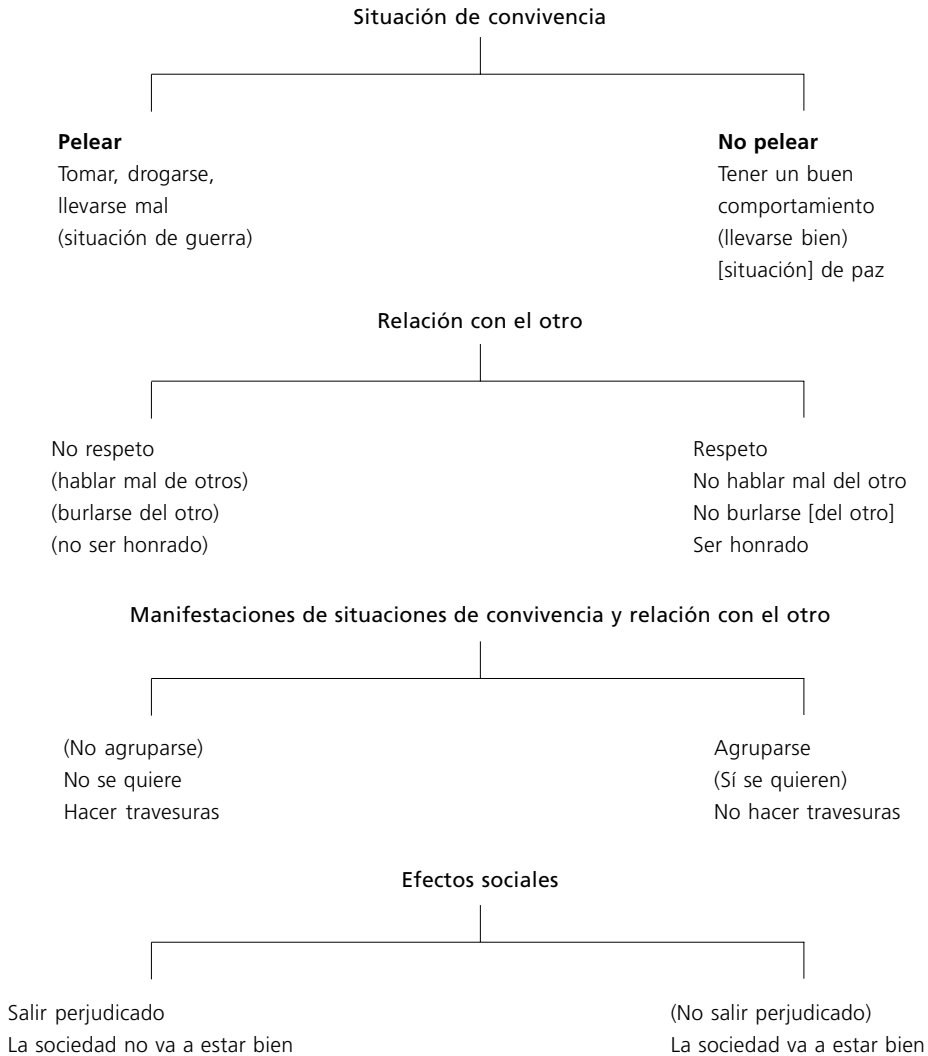 Situación de convivencia
Pelear
Tomar, drogarse,
llevarse mal
(situación de guerra)
No pelear
Tener un buen
comportamiento
(llevarse bien)
[situación] de paz
Relación con el otro
No respeto
(hablar mal de otros)
(burlarse del otro)
(no ser honrado)
Respeto
No hablar mal del otro
No burlarse [del otro]
Ser honrado
Manifestaciones de situaciones de convivencia y relación con el otro
(No agruparse)
No se quiere
Hacer travesuras
Agruparse
(Sí se quieren)
No hacer travesuras
Efectos sociales
Salir perjudicado
La sociedad no va a estar bien
(No salir perjudicado)
La sociedad va a estar bien